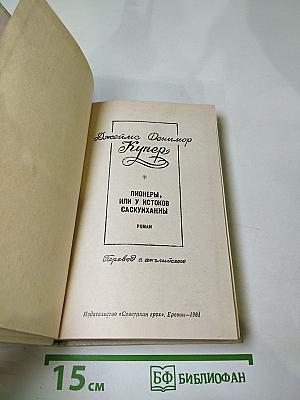 Джеймс Фенимор
Купер
*
ПИОНЕРЫ,
ИЛИ У ИСТОКОВ
САСКУИХАННЫ
РОМАН
Перевод с английского
Издательство «Советакан грох», Ереван—1981
15 см
БФ БИБЛИОФАН